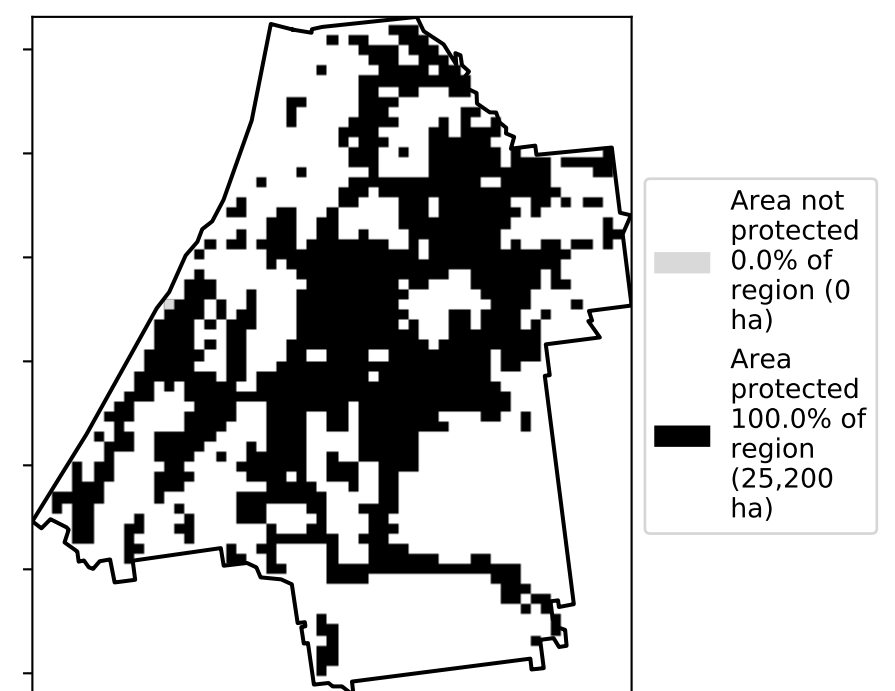 Area not
protected
0.0% of
region (0
ha)
Area
protected
100.0% of
region
(25,200
ha)